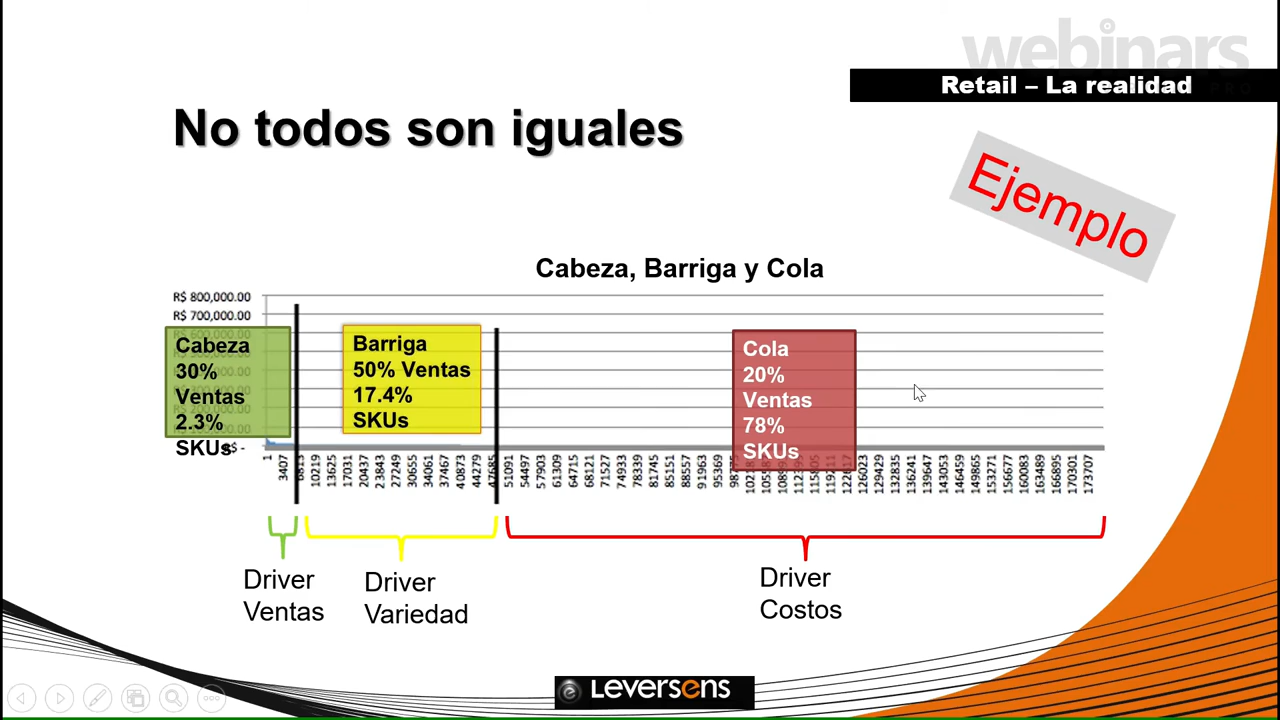 webinars
PRO
Retail – La realidad
No todos son iguales
Ejemplo
Cabeza, Barriga y Cola
R$ 800,000.00
R$ 700,000.00
Cabeza
30%
Ventas
2.3%
SKUs
Barriga
50% Ventas
17.4%
SKUs
Cola
20%
Ventas
78%
SKUs
R$ -
1
3407
6813
10219
13625
17031
20437
23843
27249
30655
34061
37467
40873
44279
47685
51091
54497
57903
61309
64715
68121
71527
74933
78339
81745
85151
88557
91963
95369
126023
129429
132835
136241
139647
143053
146459
149865
153271
156677
160083
163489
166895
170301
173707
Driver
Ventas
Driver
Variedad
Driver
Costos
Leversens